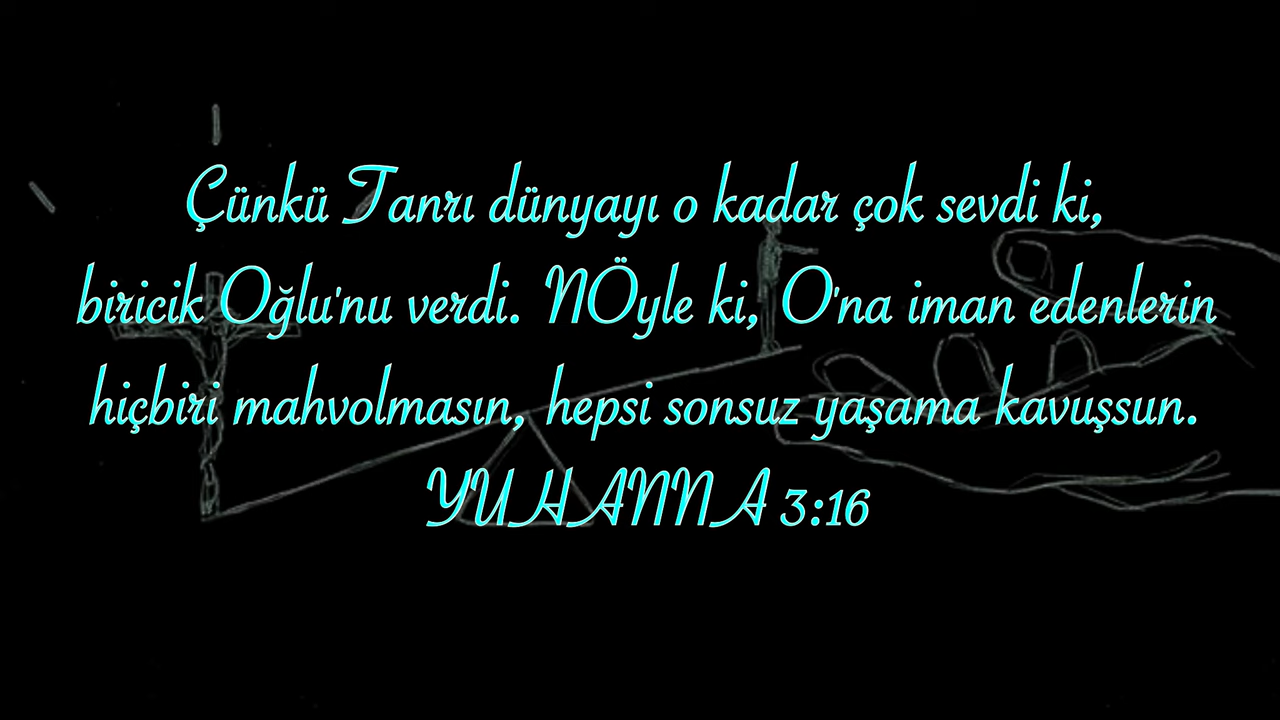 Çünkü Tanrı dünyayı o kadar çok sevdi ki,
biricik Oğlu'nu verdi. NÖyle ki, O'na iman edenlerin
hiçbiri mahvolmasın, hepsi sonsuz yaşama kavuşsun.
YUHANNA 3:16